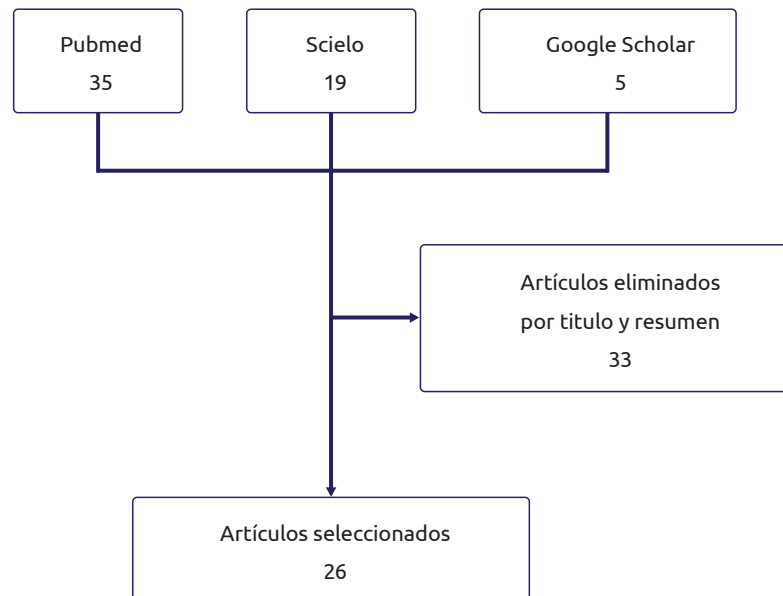 Pubmed
35
Scielo
19
Google Scholar
5
Artículos eliminados
por titulo y resumen
33
Artículos seleccionados
26